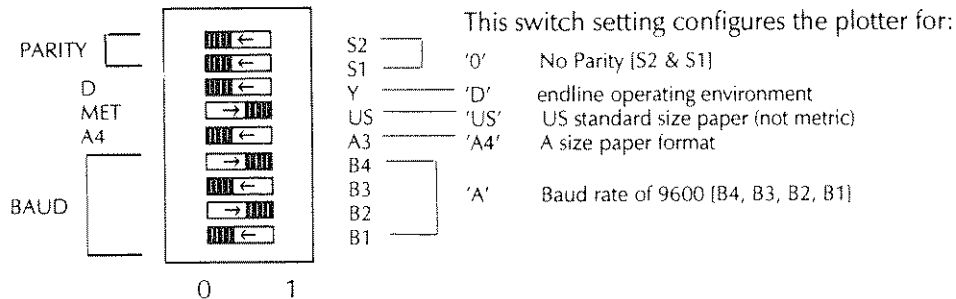 This switch setting configures the plotter for:
PARITY
S2
S1 '0' No Parity [S2 & S1]
D Y 'D' endline operating environment
MET US 'US' US standard size paper (not metric)
A4 A3 'A4' A size paper format
B4
B3
BAUD 'A' Baud rate of 9600 [B4, B3, B2, B1]
B2
B1
0 1